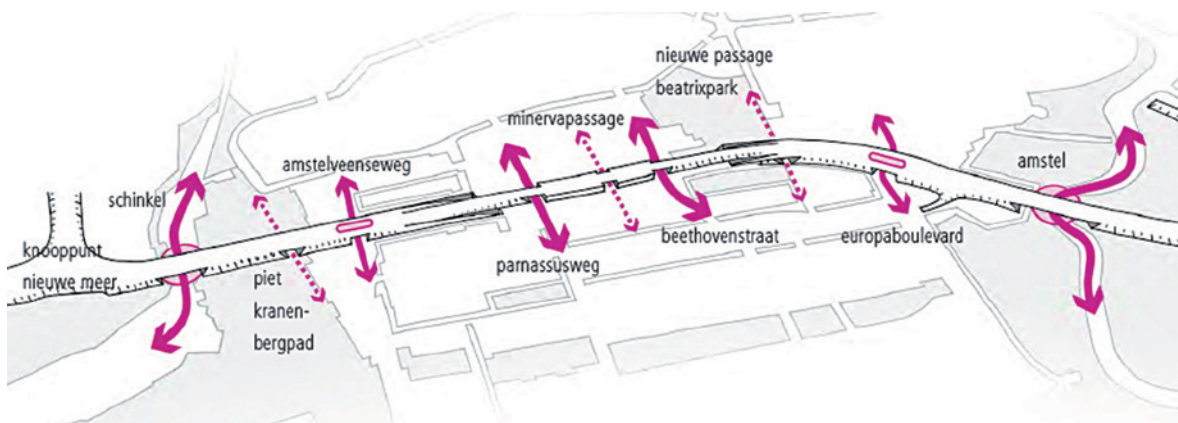 nieuwe passage
beatrixpark
minervapassage
amstelveenseweg
amstel
schinkel
knooppunt
nieuwe meer
beethovenstraat
europaboulevard
parnassusweg
piet
kranen-
bergpad